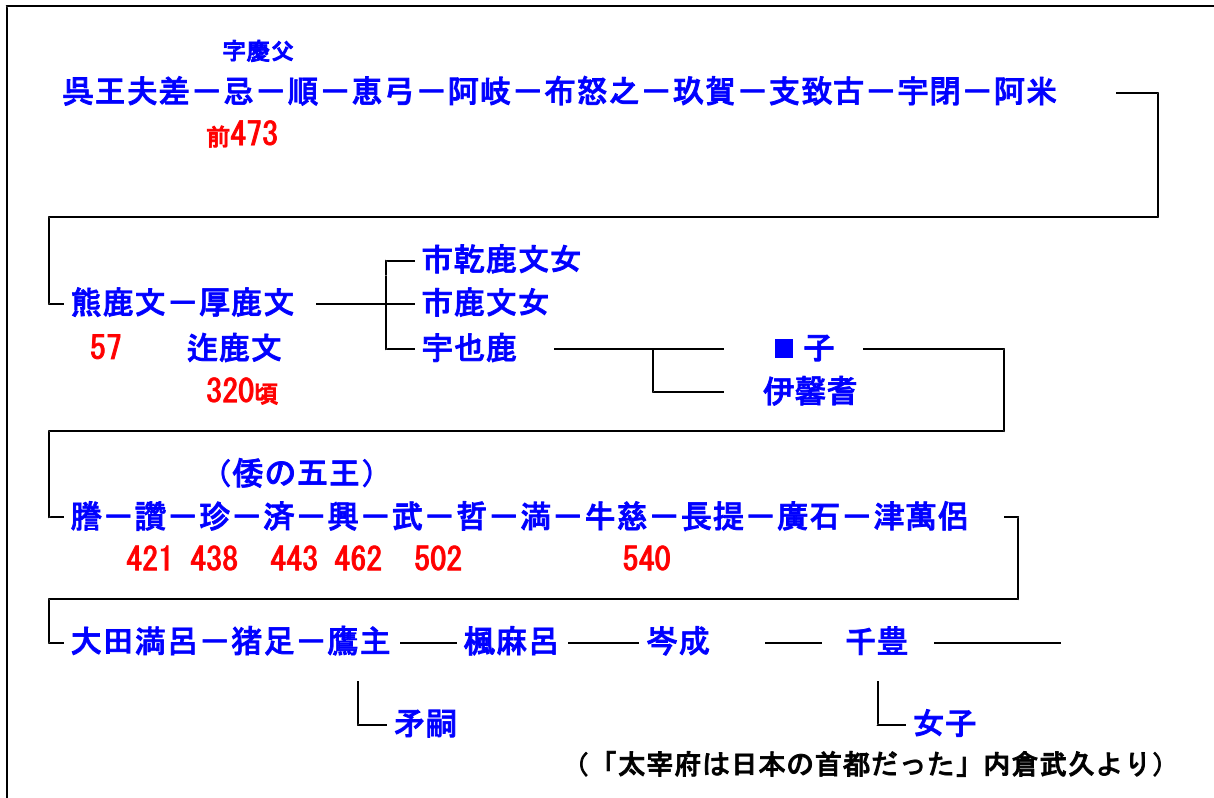 字慶父
呉王夫差－忌－順－恵弓－阿岐－布怒之－玖賀－支致古－宇閉－阿米
前473
市乾鹿文女
熊鹿文－厚鹿文 市鹿文女
57 迮鹿文 宇也鹿 ■子
320頃 伊馨耆
（倭の五王）
謄－讃－珍－済－興－武－哲－満－牛慈－長提－廣石－津萬侶
421 438 443 462 502 540
大田満呂－猪足－鷹主 楓麻呂 岑成 千豊
矛嗣 女子
（「太宰府は日本の首都だった」内倉武久より）